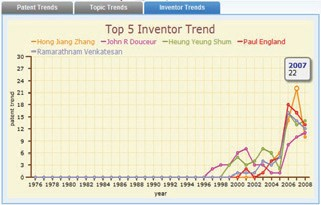 Patent Trends
Topic Trends
Inventor Trends
Top 5 Inventor Trend
Hong Jiang Zhang
John R Douceur
Heung Yeung Shum
Paul England
Ramarathnam Venkatesan
2007
22
30
27
24
21
18
15
12
9
6
3
0
patent trend
1976 1978 1980 1982 1984 1986 1988 1990 1992 1994 1996 1998 2000 2002 2004 2006 2008
year